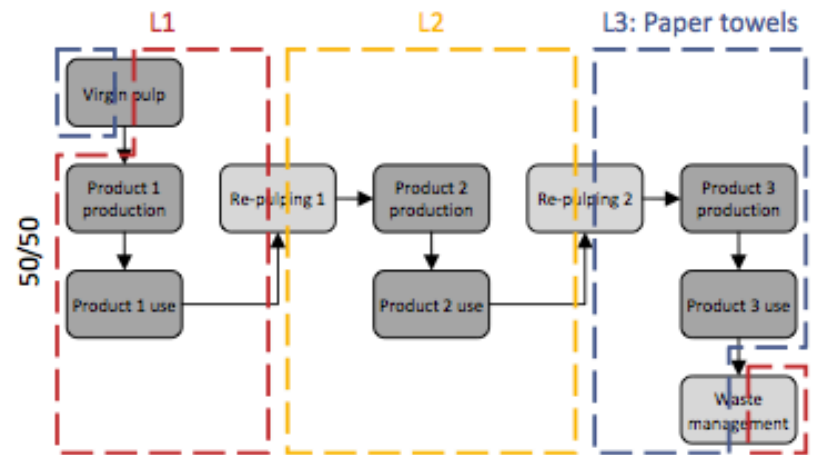 L1
L2
L3: Paper towels
Virgin pulp
Product 1
production
Re-pulping 1
Product 2
production
Re-pulping 2
Product 3
production
50/50
Product 1 use
Product 2 use
Product 3 use
Waste
management